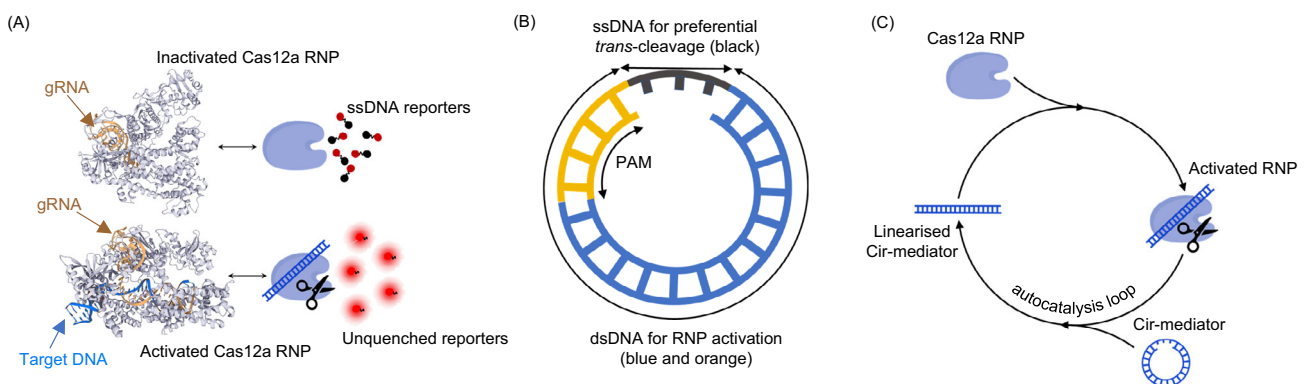 (A)
Inactivated Cas12a RNP
gRNA
ssDNA reporters
gRNA
Target DNA
Activated Cas12a RNP
Unquenched reporters
(B)
ssDNA for preferential
trans-cleavage (black)
PAM
dsDNA for RNP activation
(blue and orange)
(C)
Cas12a RNP
Activated RNP
Linearised
Cir-mediator
autocatalysis loop
Cir-mediator